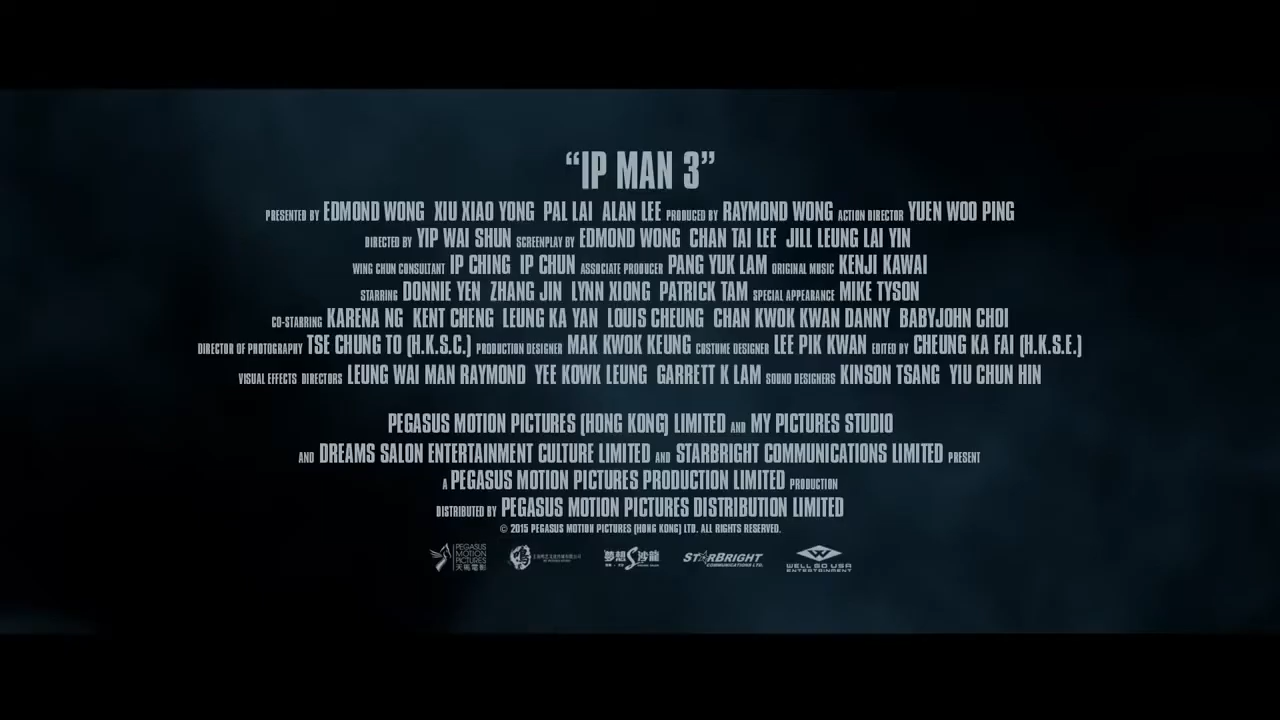 “IP MAN 3”
PRESENTED BY EDMOND WONG XIU XIAO YONG PAL LAI ALAN LEE PRODUCED BY RAYMOND WONG ACTION DIRECTOR YUEN WOO PING
DIRECTED BY YIP WAI SHUN SCREENPLAY BY EDMOND WONG CHAN TAI LEE JILL LEUNG LAI YIN
WING CHUN CONSULTANT IP CHING IP CHUN ASSOCIATE PRODUCER PANG YUK LAM ORIGINAL MUSIC KENJI KAWAI
STARRING DONNIE YEN ZHANG JIN LYNN XIONG PATRICK TAM SPECIAL APPEARANCE MIKE TYSON
CO-STARRING KARENA NG KENT CHENG LEUNG KA YAN LOUIS CHEUNG CHAN KWOK KWAN DANNY BABYJOHN CHOI
DIRECTOR OF PHOTOGRAPHY TSE CHUNG TO (H.K.S.C.) PRODUCTION DESIGNER MAK KWOK KEUNG COSTUME DESIGNER LEE PIK KWAN EDITED BY CHEUNG KA FAI (H.K.S.E.)
VISUAL EFFECTS DIRECTORS LEUNG WAI MAN RAYMOND YEE KOWK LEUNG GARRETT K LAM SOUND DESIGNERS KINSON TSANG YIU CHUN HIN
PEGASUS MOTION PICTURES (HONG KONG) LIMITED AND MY PICTURES STUDIO
AND DREAMS SALON ENTERTAINMENT CULTURE LIMITED AND STARBRIGHT COMMUNICATIONS LIMITED PRESENT
A PEGASUS MOTION PICTURES PRODUCTION LIMITED PRODUCTION
DISTRIBUTED BY PEGASUS MOTION PICTURES DISTRIBUTION LIMITED
© 2015 PEGASUS MOTION PICTURES (HONG KONG) LTD. ALL RIGHTS RESERVED.
PEGASUS
MOTION
PICTURES
天馬電影
夢想沙龍
STARBRIGHT
COMMUNICATIONS LTD.
WELL GO USA
ENTERTAINMENT